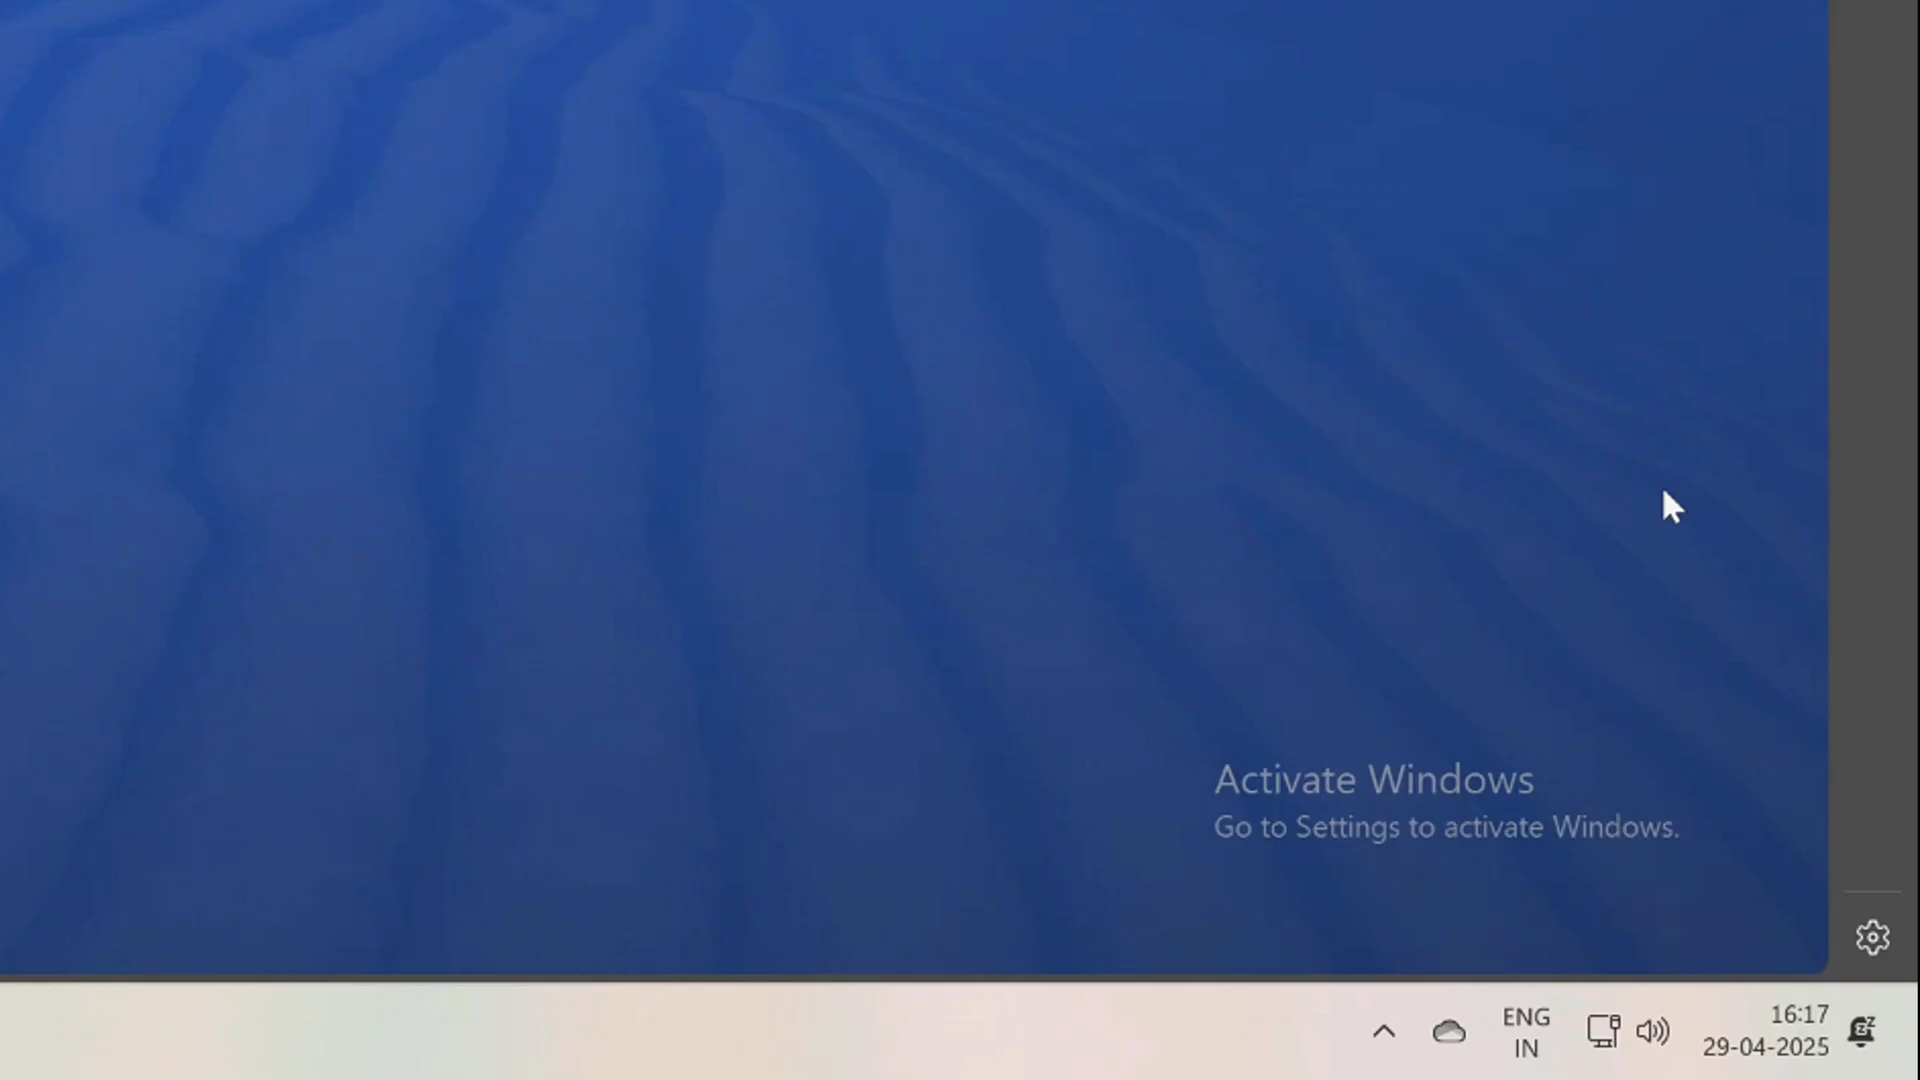 Activate Windows
Go to Settings to activate Windows.
ENG
IN
16:17
29-04-2025